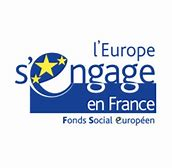 l'Europe
s'engage
en France
Fonds Social européen